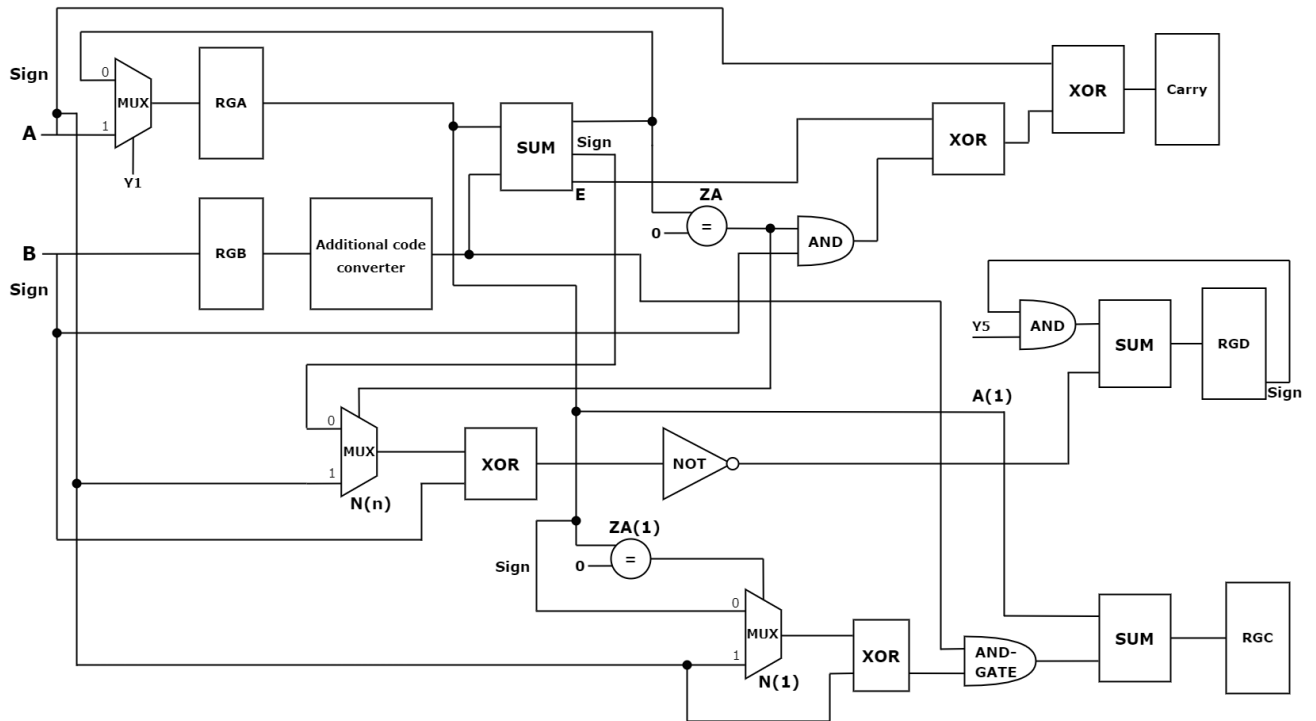 Sign
0
MUX
1
A
Y1
RGA
SUM
Sign
E
XOR
XOR
Carry
ZA
0
=
AND
B
Sign
RGB
Additional code
converter
Y5
AND
SUM
RGD
Sign
A(1)
0
MUX
1
N(n)
XOR
NOT
ZA(1)
Sign
0
=
0
MUX
1
N(1)
XOR
AND-
GATE
SUM
RGC